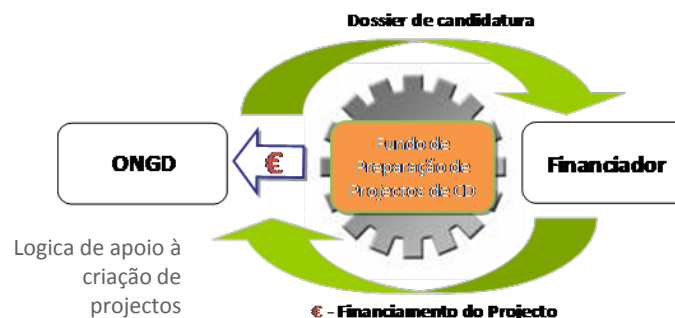 Dossier de candidatura
ONGD
€
Fundo de
Preparação de
Projectos de CD
Financiador
Logica de apoio à
criação de
projectos
€ - Financiamento do Projecto